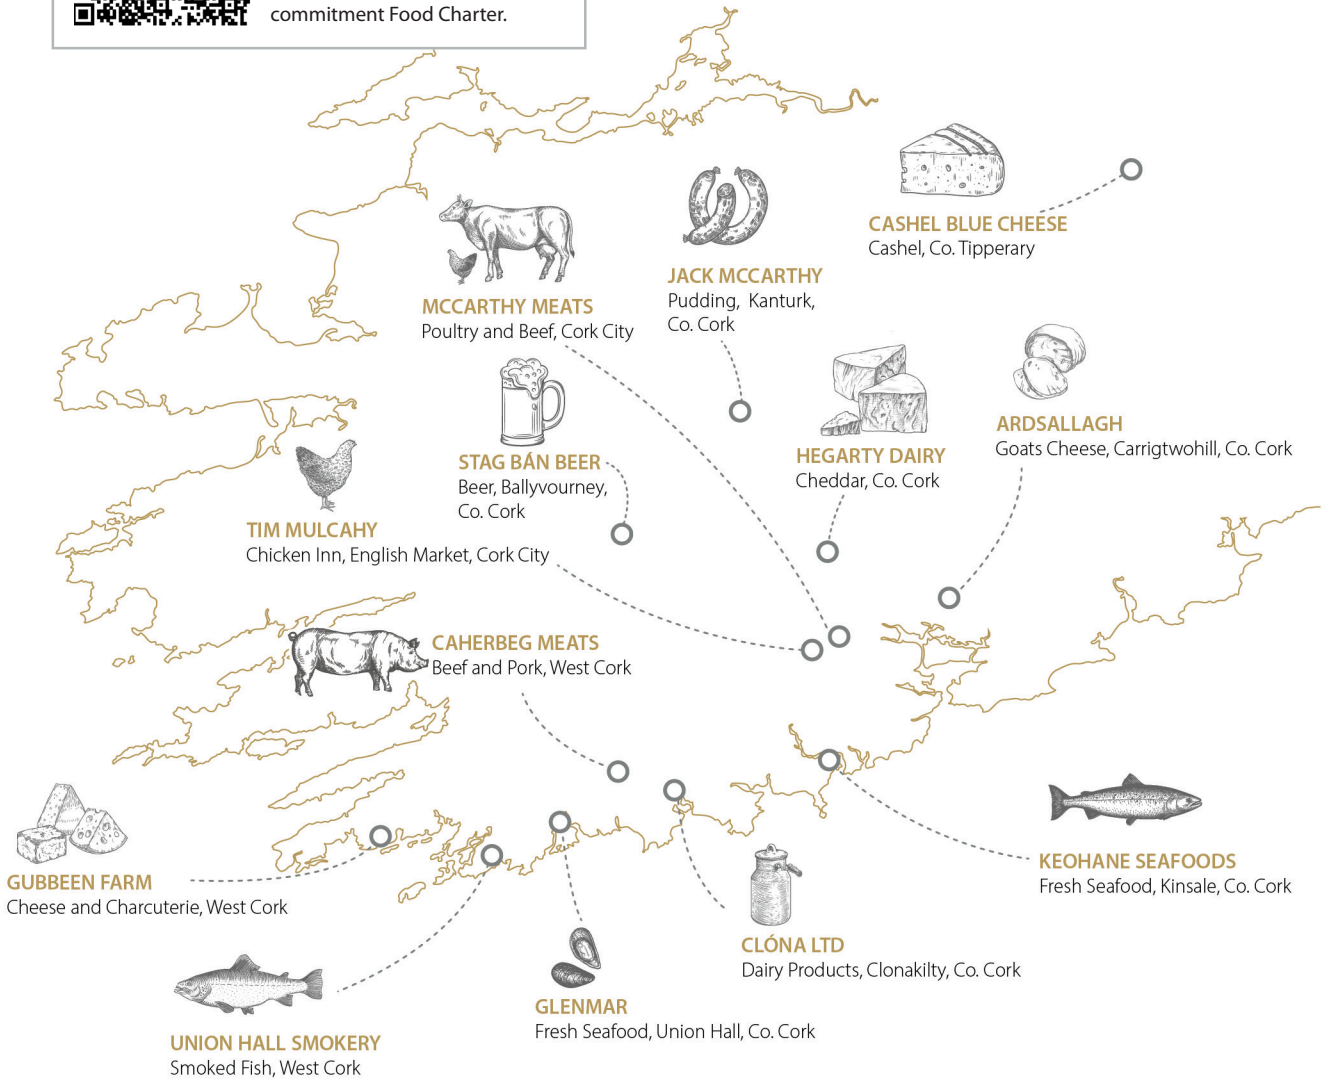 commitment Food Charter.
CASHEL BLUE CHEESE
Cashel, Co. Tipperary
JACK MCCARTHY
Pudding, Kanturk,
Co. Cork
MCCARTHY MEATS
Poultry and Beef, Cork City
ARDSALLAGH
Goats Cheese, Carrigtwohill, Co. Cork
HEGARTY DAIRY
Cheddar, Co. Cork
STAG BÁN BEER
Beer, Ballyvourney,
Co. Cork
TIM MULCAHY
Chicken Inn, English Market, Cork City
CAHERBEG MEATS
Beef and Pork, West Cork
KEOHANE SEAFOODS
Fresh Seafood, Kinsale, Co. Cork
GUBBEEN FARM
Cheese and Charcuterie, West Cork
CLÓNA LTD
Dairy Products, Clonakilty, Co. Cork
GLENMAR
Fresh Seafood, Union Hall, Co. Cork
UNION HALL SMOKERY
Smoked Fish, West Cork